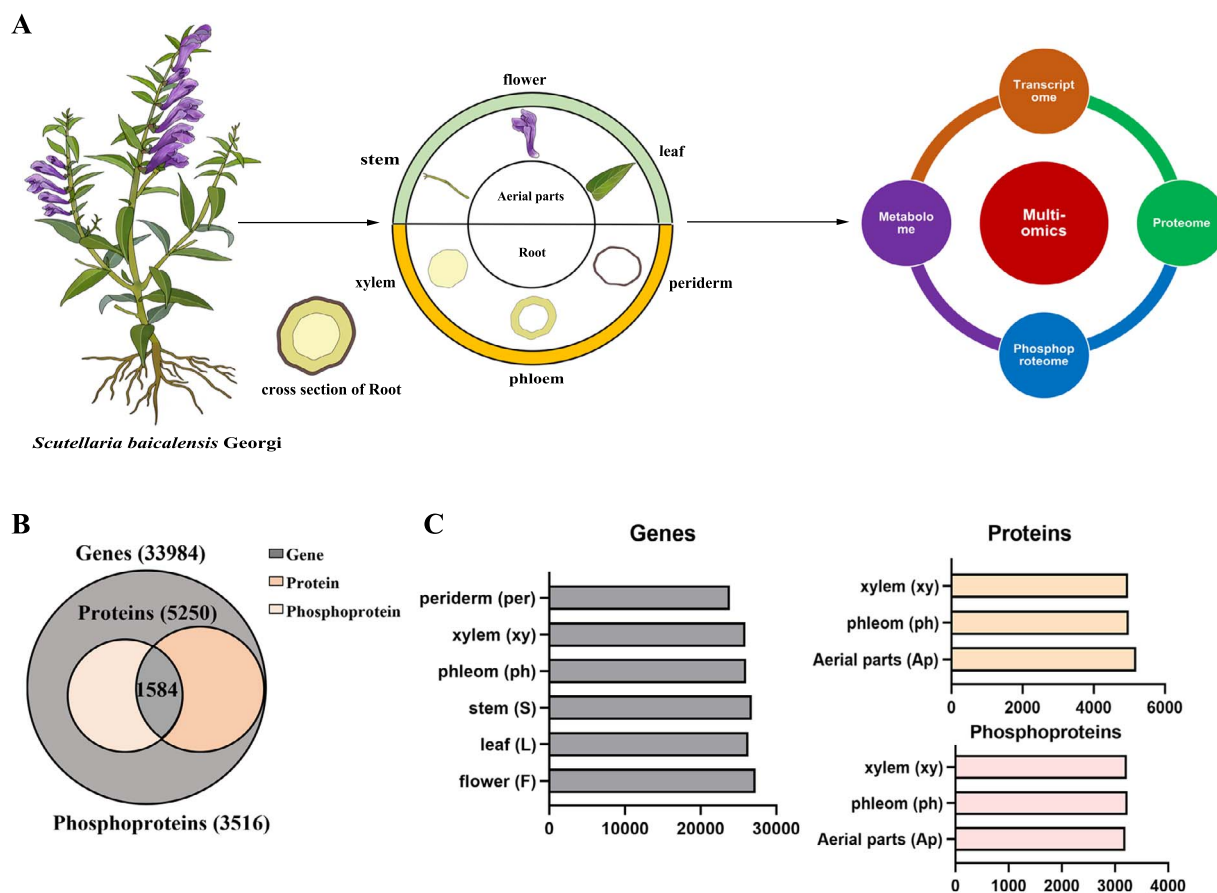 A
flower
stem
leaf
Aerial parts
Root
xylem
periderm
phloem
cross section of Root
Scutellaria baicalensis Georgi
Transcript
ome
Metabolo
me
Multi-
omics
Proteome
Phosphop
roteome
B
Genes (33984)
Proteins (5250)
1584
Phosphoproteins (3516)
Gene
Protein
Phosphoprotein
C
Genes
periderm (per)
xylem (xy)
phleom (ph)
stem (S)
leaf (L)
flower (F)
0 10000 20000 30000
Proteins
xylem (xy)
phleom (ph)
Aerial parts (Ap)
0 2000 4000 6000
Phosphoproteins
xylem (xy)
phleom (ph)
Aerial parts (Ap)
0 1000 2000 3000 4000